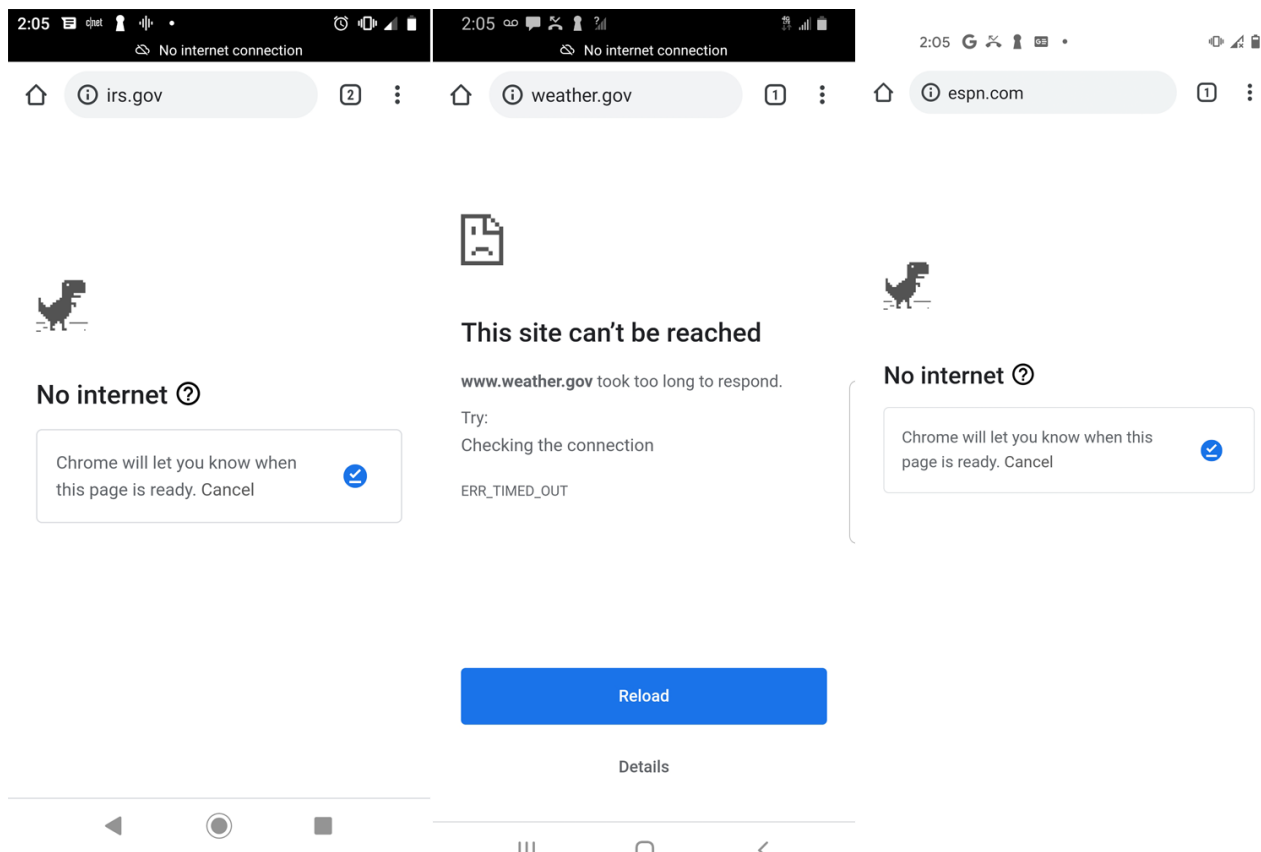 2:05 c|net
No internet connection
irs.gov
2
No internet
Chrome will let you know when
this page is ready. Cancel
2:05 ? 4G
No internet connection
weather.gov
1
This site can’t be reached
www.weather.gov took too long to respond.
Try:
Checking the connection
ERR_TIMED_OUT
Reload
Details
2:05 G GE
espn.com
1
No internet
Chrome will let you know when this
page is ready. Cancel